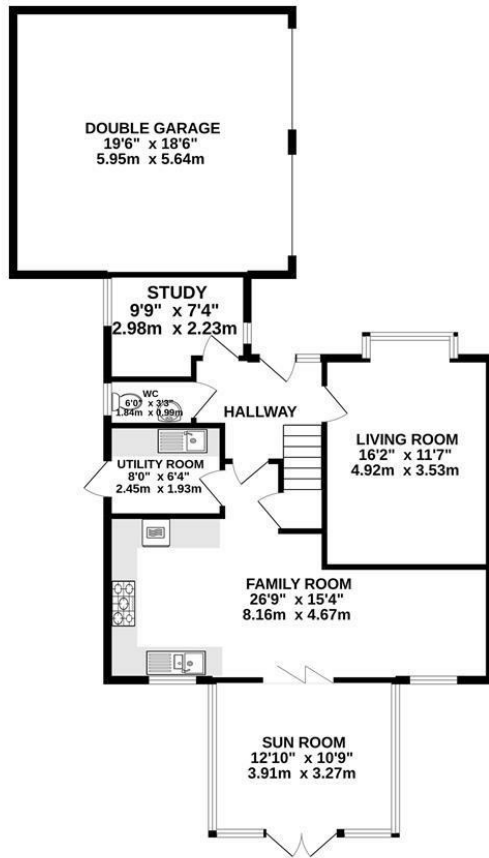 DOUBLE GARAGE
19'6" x 18'6"
5.95m x 5.64m
STUDY
9'9" x 7'4"
2.98m x 2.23m
WC
6'0" x 3'3"
1.84m x 0.99m
HALLWAY
LIVING ROOM
16'2" x 11'7"
4.92m x 3.53m
UTILITY ROOM
8'0" x 6'4"
2.45m x 1.93m
FAMILY ROOM
26'9" x 15'4"
8.16m x 4.67m
SUN ROOM
12'10" x 10'9"
3.91m x 3.27m